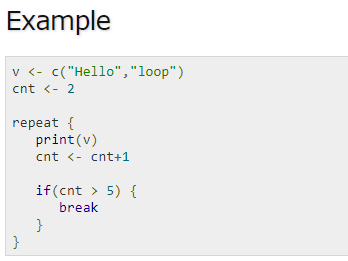 Example
v <- c("Hello","loop")
cnt <- 2

repeat {
   print(v)
   cnt <- cnt+1

   if(cnt > 5) {
      break
   }
}